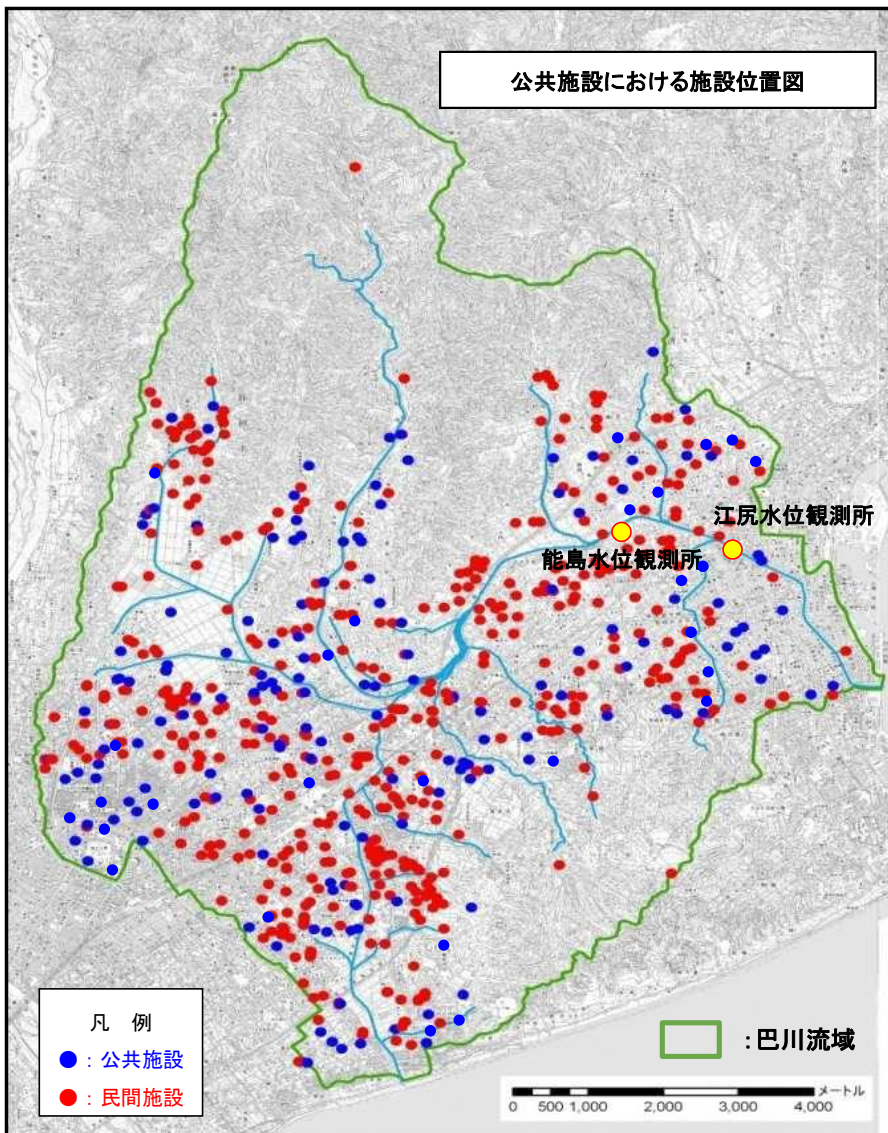 公共施設における施設位置図
江尻水位観測所
能島水位観測所
凡 例
: 公共施設
: 民間施設
: 巴川流域
メートル
0 500 1,000 2,000 3,000 4,000